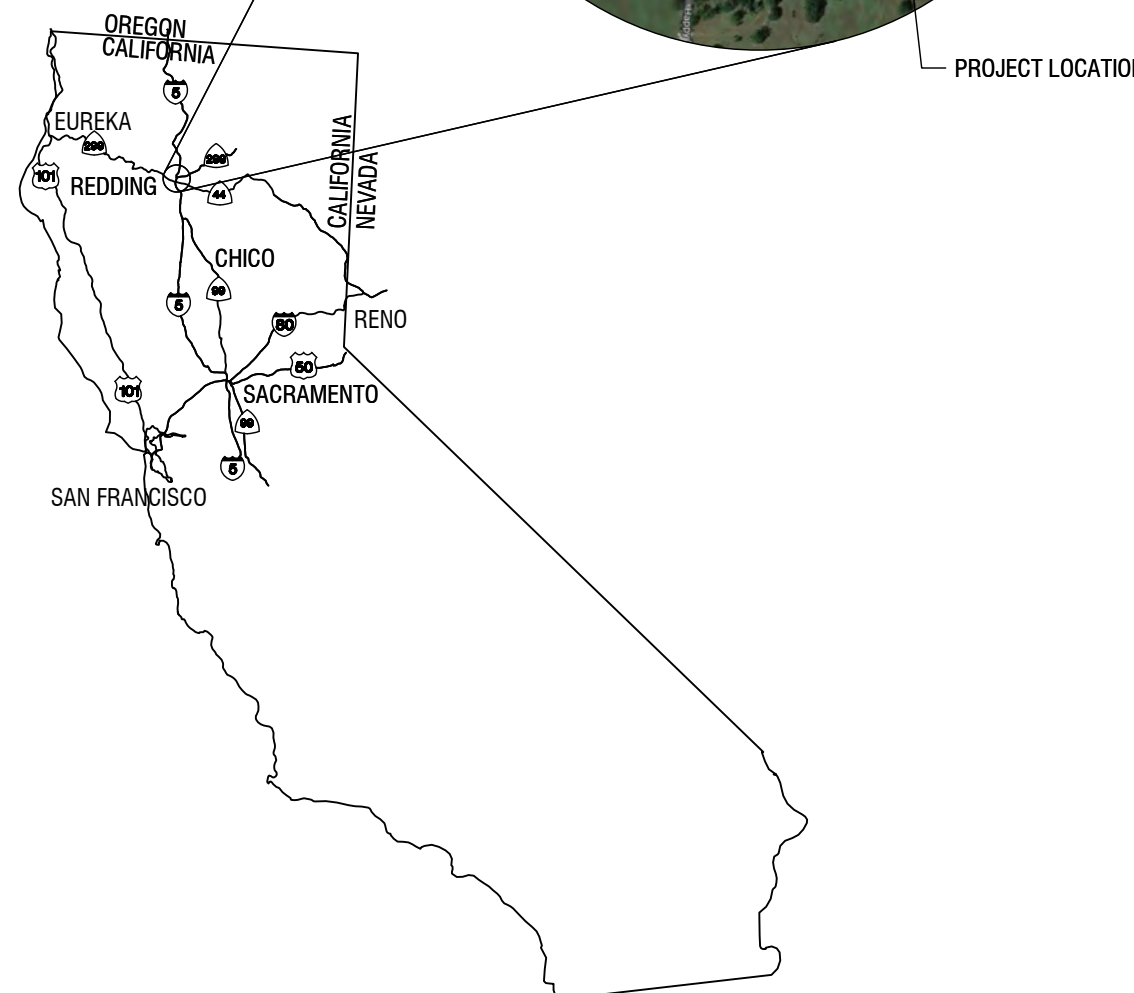 OREGON
CALIFORNIA
PROJECT LOCATIO
5
EUREKA
299
299
CALIFORNIA
NEVADA
101
REDDING
44
CHICO
99
5
80
RENO
50
101
SACRAMENTO
99
5
SAN FRANCISCO